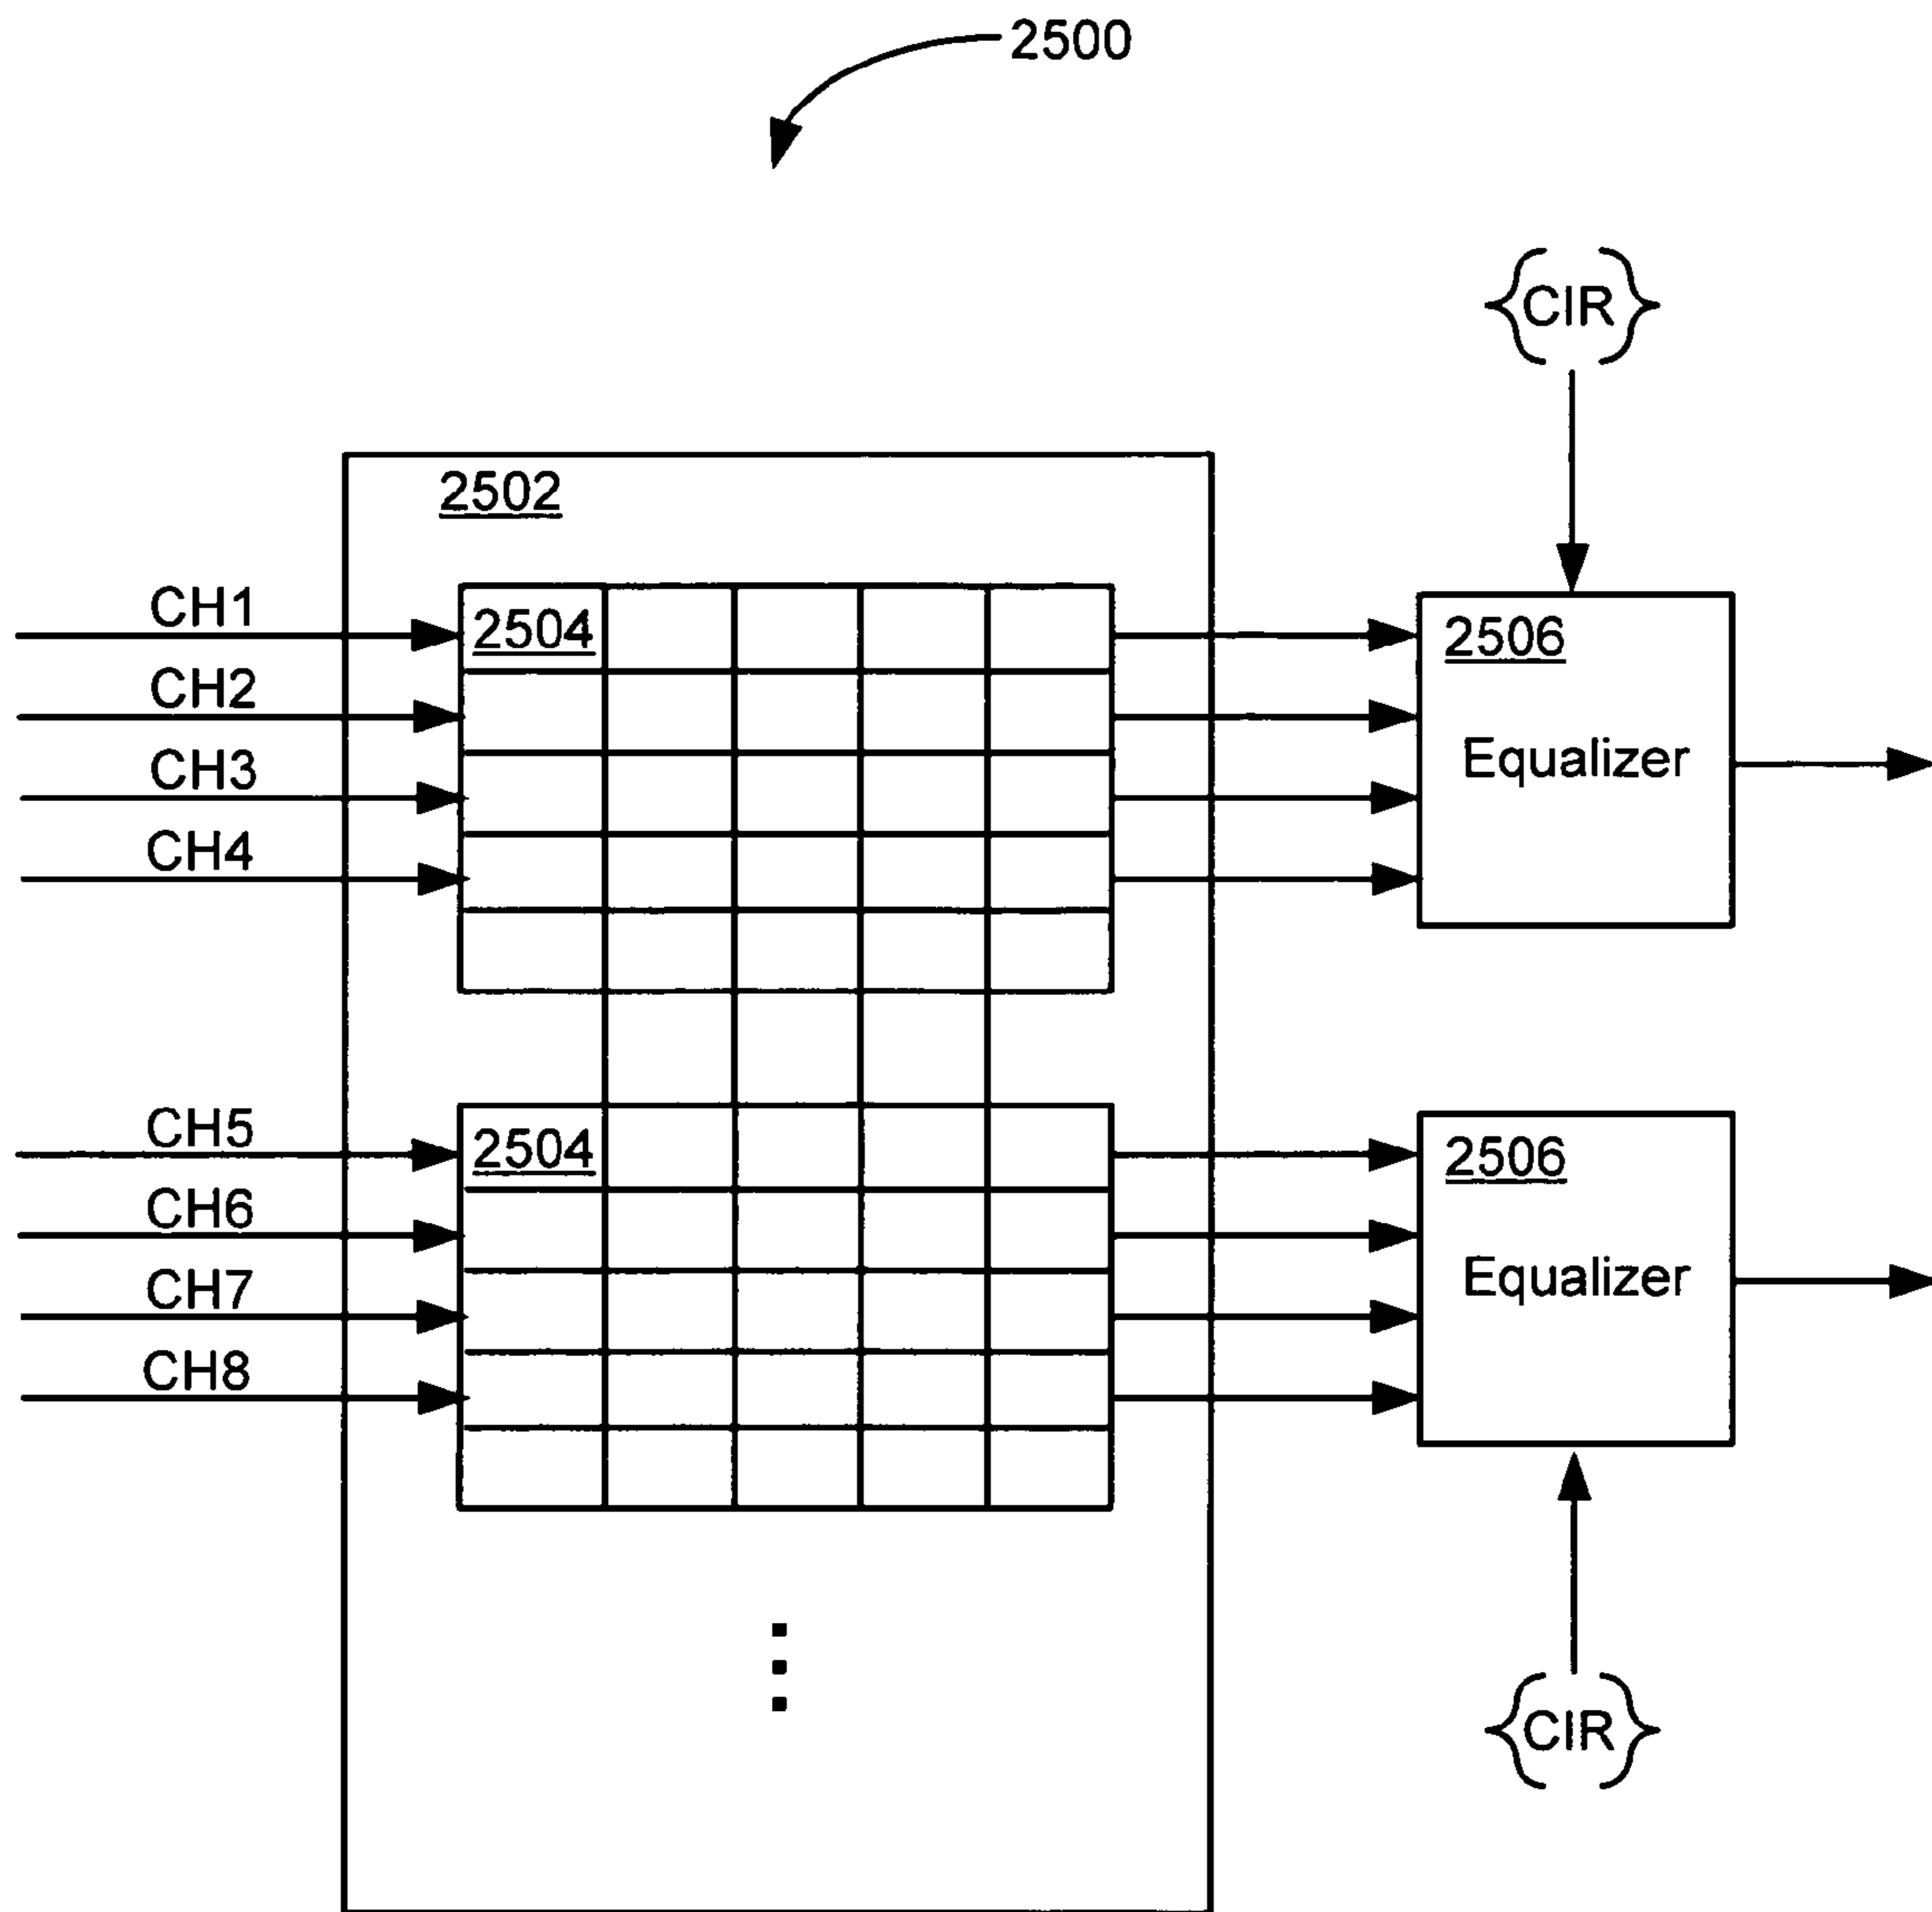 2500
{CIR}
2502
CH1
2504
2506
CH2
CH3
Equalizer
CH4
CH5
2504
2506
CH6
CH7
Equalizer
CH8
{CIR}